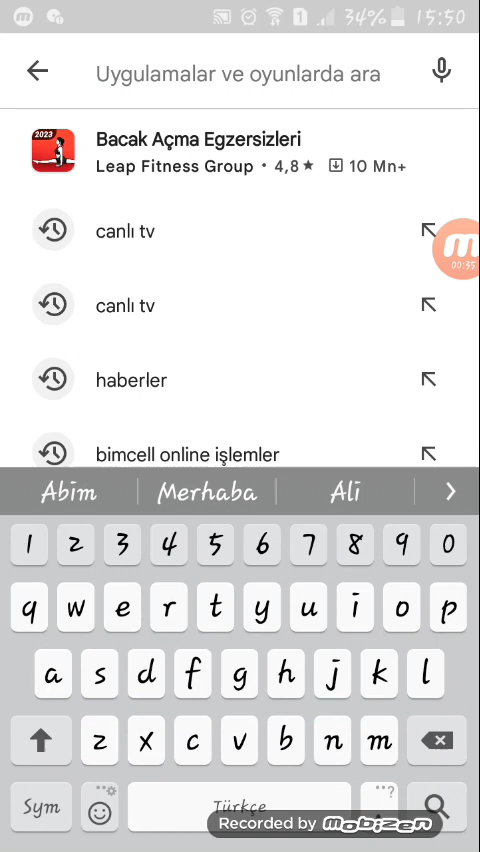 34% 15:50
Uygulamalar ve oyunlarda ara
2023
Bacak Açma Egzersizleri
Leap Fitness Group • 4,8★ 10 Mn+
canlı tv
canlı tv
00:35
haberler
bimcell online işlemler
Abim Merhaba Ali
1 2 3 4 5 6 7 8 9 0
q w e r t y u i o p
a s d f g h j k l
z x c v b n m
Sym Türkçe . ?
Recorded by mobizen